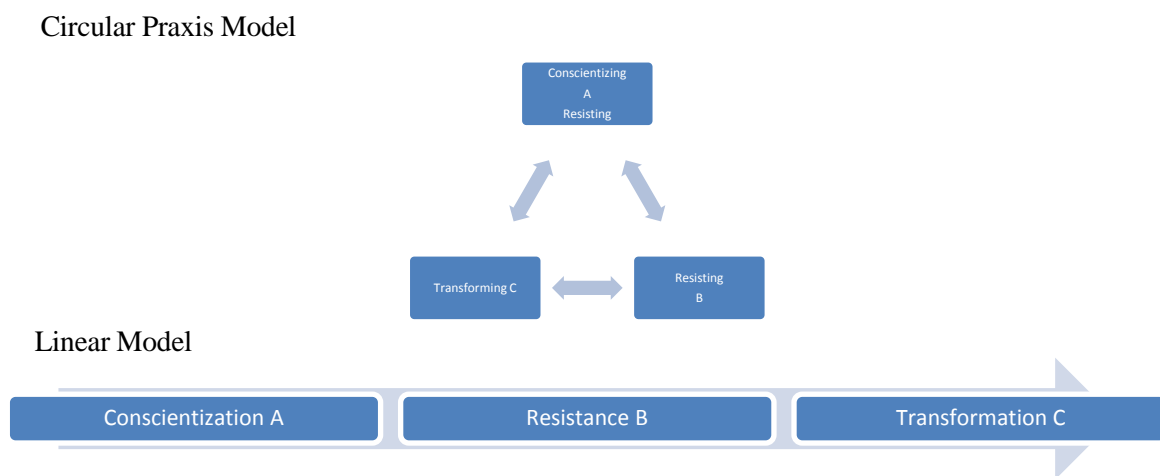 Circular Praxis Model
Conscientizing
A
Resisting
Transforming C
Resisting
B
Linear Model
Conscientization A
Resistance B
Transformation C